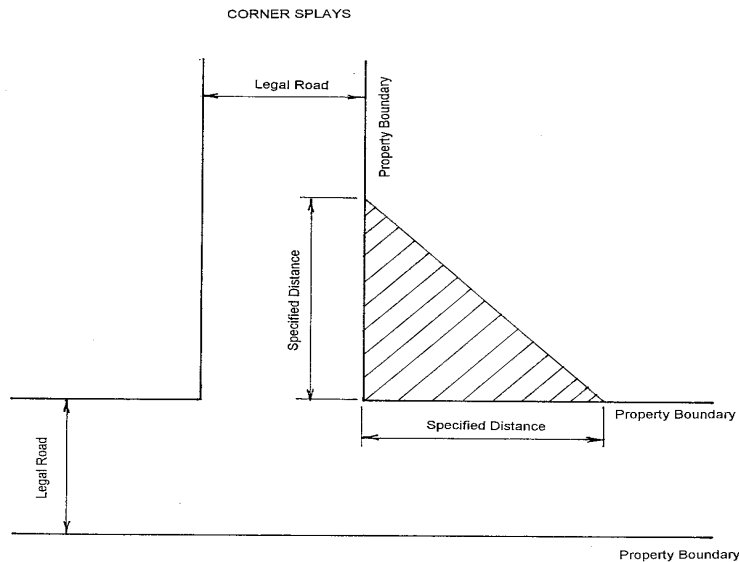 CORNER SPLAYS
Legal Road
Property Boundary
Specified Distance
Property Boundary
Specified Distance
Legal Road
Property Boundary